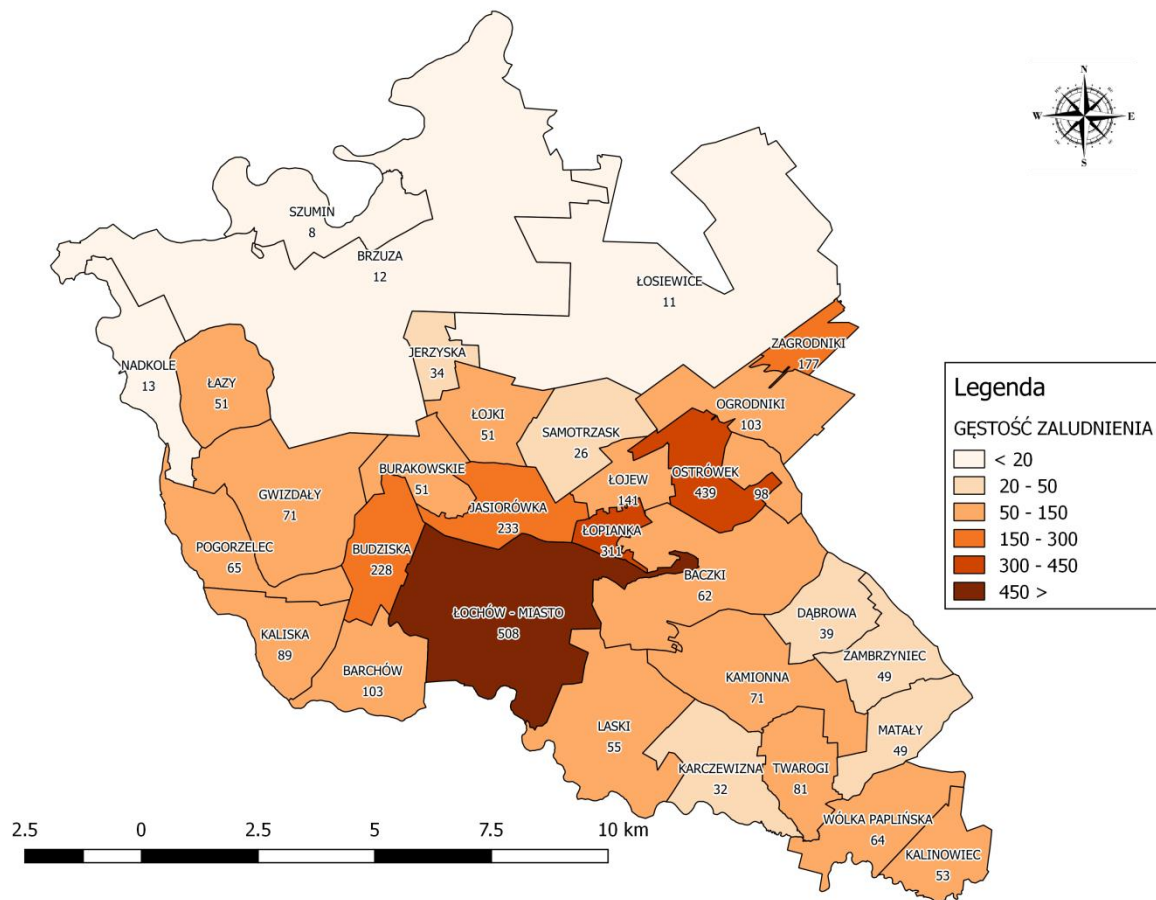 N
W
E
S
SZUMIN
8
BRZUZA
12
ŁOSIEWICE
11
NADKOLE
13
ŁAZY
51
JERZYSKA
34
ZAGRODNIKI
177
ŁOJKI
51
SAMOTRZASK
26
OGRODNIKI
103
GWIZDAŁY
71
BURAKOWSKIE
51
JASIORÓWKA
233
ŁOJEW
141
OSTRÓWEK
439
98
POGORZELEC
65
BUDZISKA
228
ŁOPIANKA
311
BACZKI
62
ŁOCHÓW - MIASTO
508
DĄBROWA
39
KALISKA
89
BARCHÓW
103
ZAMBRZYNIEC
49
KAMIONNA
71
LASKI
55
MATAŁY
49
KARCZEWIZNA
32
TWAROGI
81
WÓLKA PAPLIŃSKA
64
KALINOWIEC
53
Legenda
GĘSTOŚĆ ZALUDNIENIA
< 20
20 - 50
50 - 150
150 - 300
300 - 450
450 >
2.5 0 2.5 5 7.5 10 km